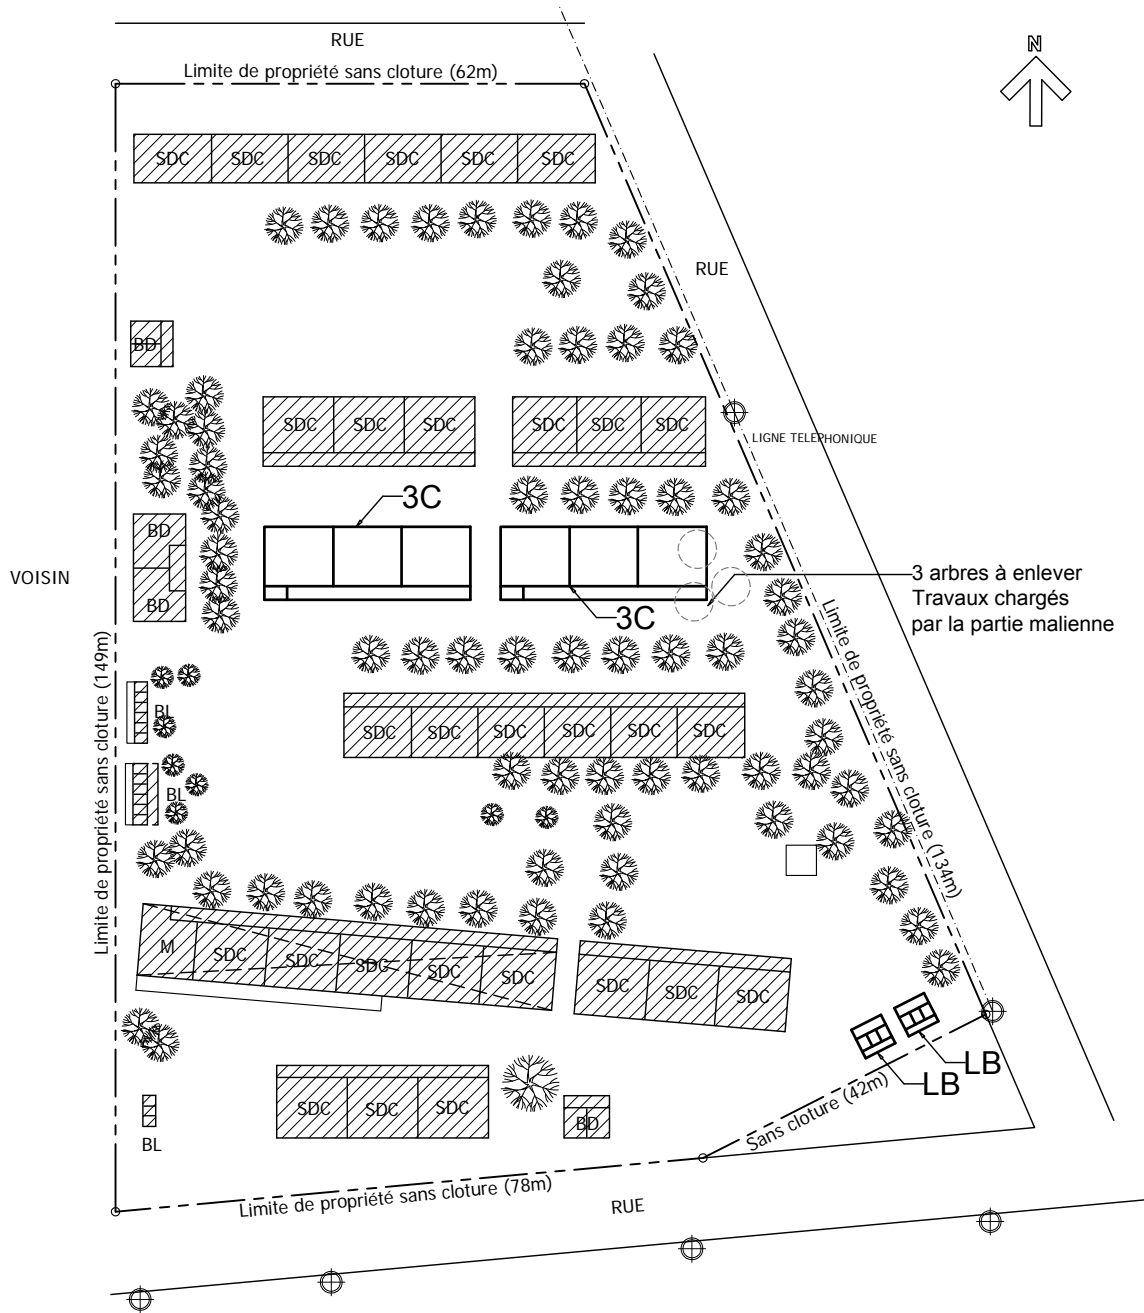 RUE
N
Limite de propriété sans cloture (62m)
SDC SDC SDC SDC SDC SDC
RUE
BD
SDC SDC SDC SDC SDC SDC
LIGNE TELEPHONIQUE
3C
BD
VOISIN
BD
3C
3 arbres à enlever
Travaux chargés
par la partie malienne
Limite de propriété sans cloture (149m)
Limite de propriété sans cloture (134m)
BL
SDC SDC SDC SDC SDC SDC
BL
M SDC SDC SDC SDC SDC
SDC SDC SDC
LB
LB
SDC SDC SDC
BD
BL
Sans cloture (42m)
Limite de propriété sans cloture (78m)
RUE